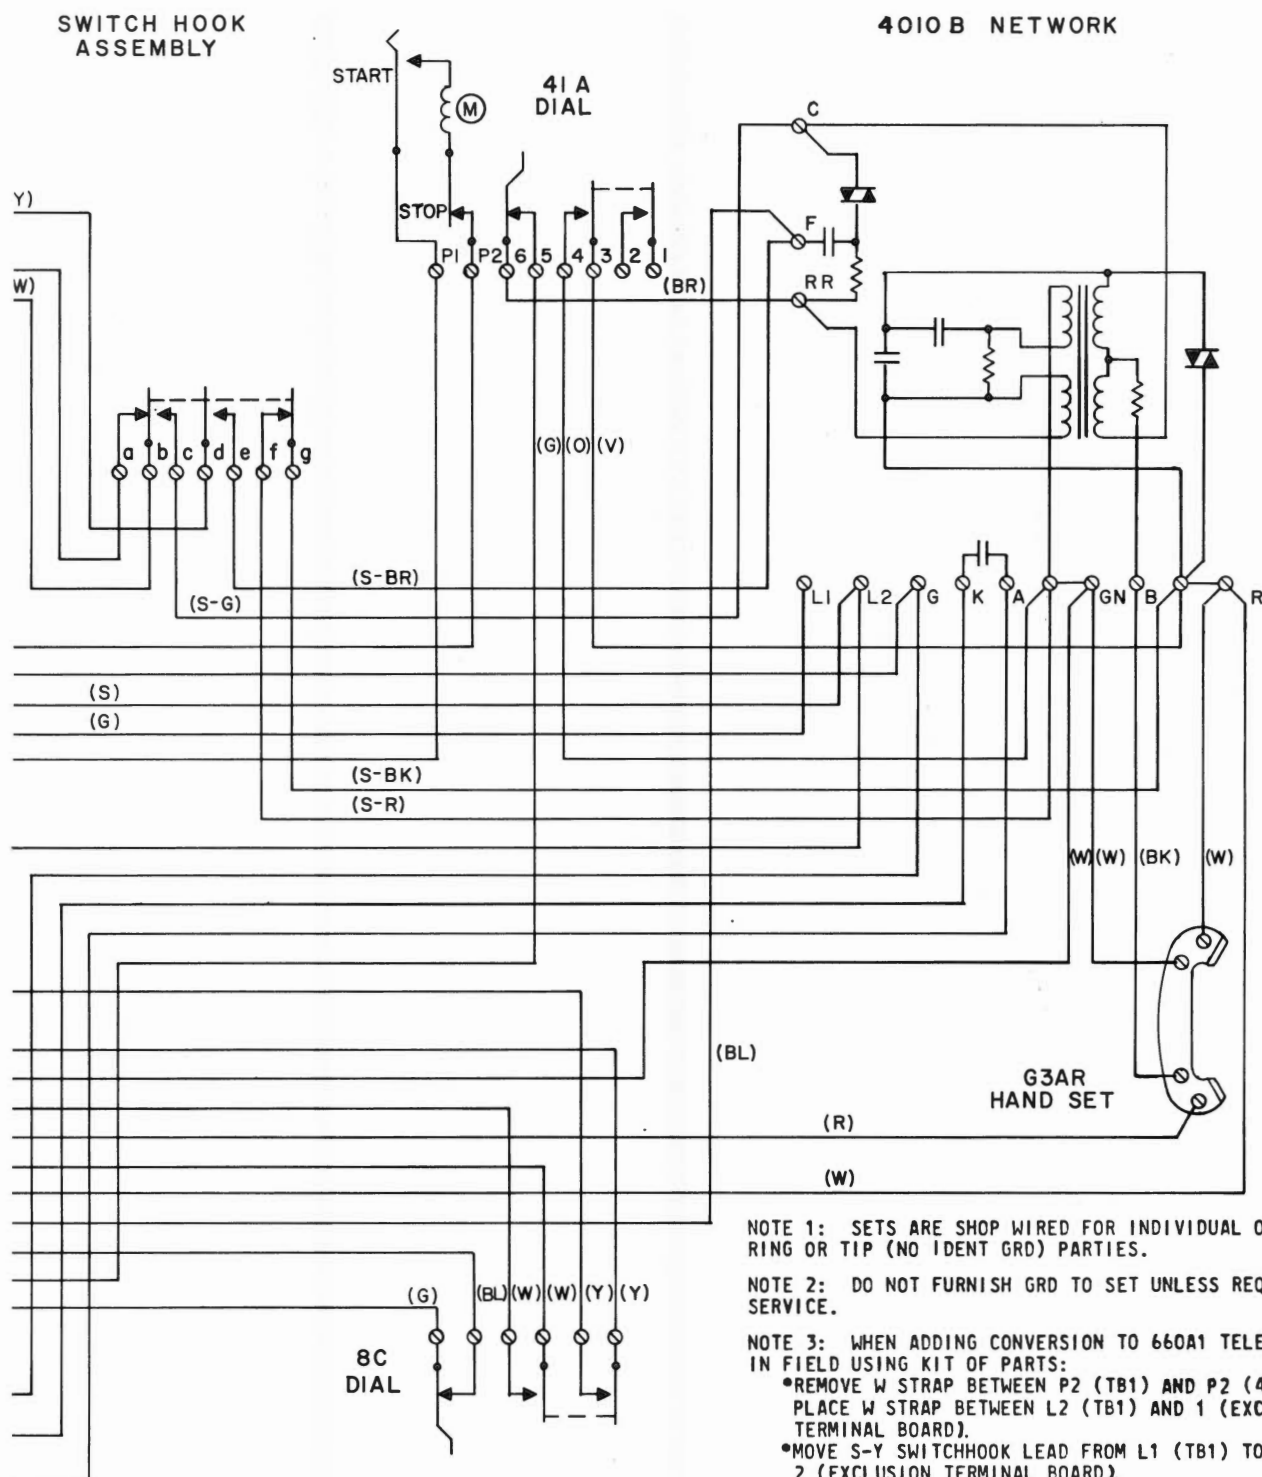 SWITCH HOOK
ASSEMBLY
4010 B NETWORK
START
M
41 A
DIAL
C
Y)
STOP
F
P1
P2
6
5
4
3
2
1
(BR)
RR
W)
(G)
(O)
(V)
a
b
c
d
e
f
g
(S-BR)
(S-G)
L1
L2
G
K
A
GN
B
R
(S)
(G)
(S-BK)
(S-R)
(W)
(W)
(BK)
(W)
(BL)
G3AR
HAND SET
(R)
(W)
NOTE 1: SETS ARE SHOP WIRED FOR INDIVIDUAL O
RING OR TIP (NO IDENT GRD) PARTIES.
NOTE 2: DO NOT FURNISH GRD TO SET UNLESS REQ
SERVICE.
(G)
(BL)
(W)
(W)
(Y)
(Y)
8C
DIAL
NOTE 3: WHEN ADDING CONVERSION TO 660A1 TELE
IN FIELD USING KIT OF PARTS:
•REMOVE W STRAP BETWEEN P2 (TB1) AND P2 (4
PLACE W STRAP BETWEEN L2 (TB1) AND 1 (EXC
TERMINAL BOARD).
•MOVE S-Y SWITCHHOOK LEAD FROM L1 (TB1) TO
2 (EXCLUSION TERMINAL BOARD)